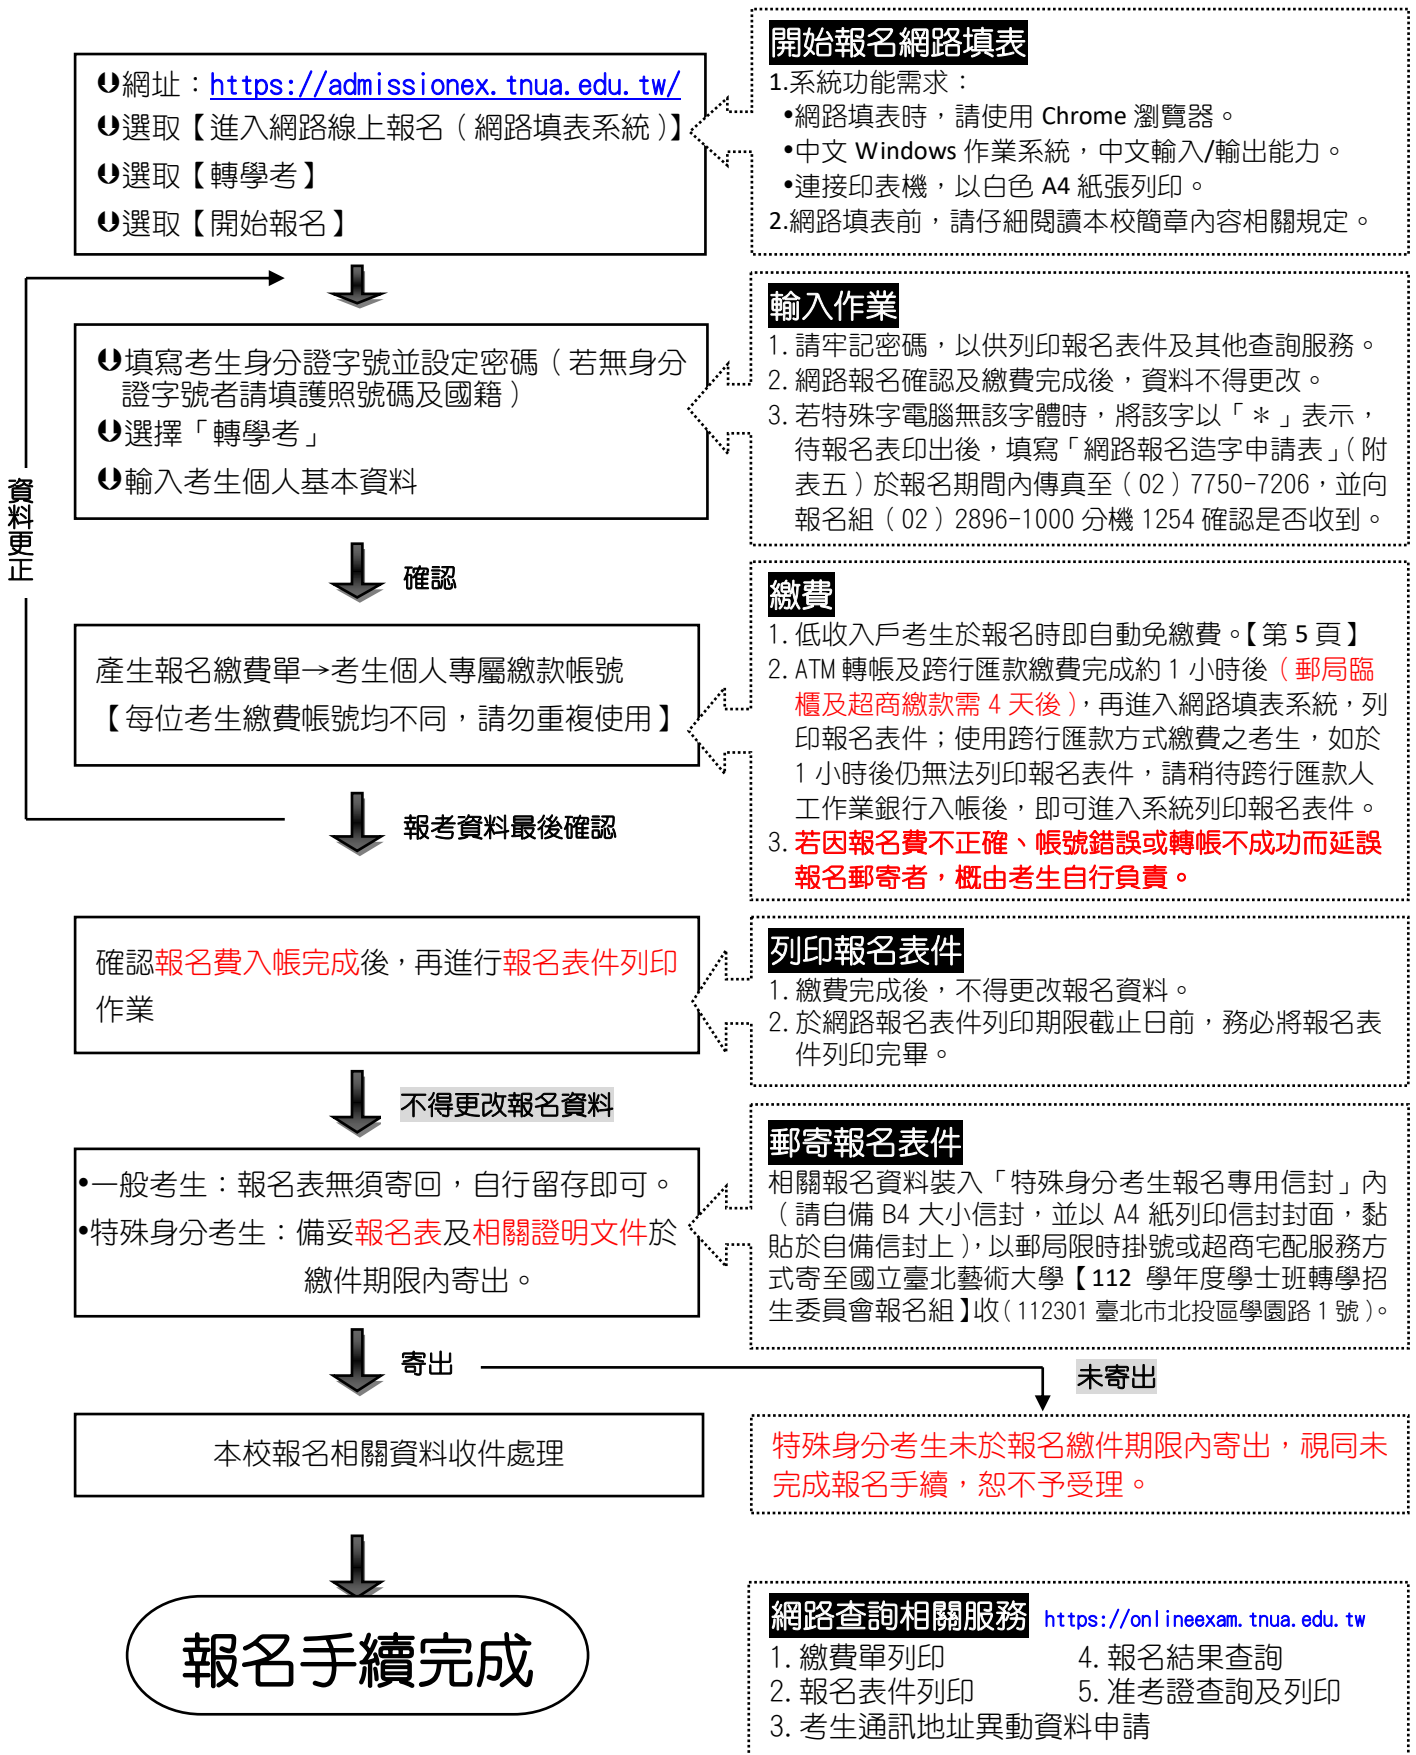 開始報名網路填表
1.系統功能需求：
•網路填表時，請使用 Chrome 瀏覽器。
•中文 Windows 作業系統，中文輸入/輸出能力。
•連接印表機，以白色 A4 紙張列印。
2.網路填表前，請仔細閱讀本校簡章內容相關規定。
網址：https://admissionex.tnua.edu.tw/
選取【進入網路線上報名（網路填表系統）】
選取【轉學考】
選取【開始報名】
輸入作業
1. 請牢記密碼，以供列印報名表件及其他查詢服務。
2. 網路報名確認及繳費完成後，資料不得更改。
3. 若特殊字電腦無該字體時，將該字以「＊」表示，
待報名表印出後，填寫「網路報名造字申請表」（附
表五）於報名期間內傳真至（02）7750-7206，並向
報名組（02）2896-1000 分機 1254 確認是否收到。
填寫考生身分證字號並設定密碼（若無身分
證字號者請填護照號碼及國籍）
選擇「轉學考」
輸入考生個人基本資料
資料更正
確認
繳費
1. 低收入戶考生於報名時即自動免繳費。【第 5 頁】
2. ATM 轉帳及跨行匯款繳費完成約 1 小時後（郵局臨
櫃及超商繳款需 4 天後），再進入網路填表系統，列
印報名表件；使用跨行匯款方式繳費之考生，如於
1 小時後仍無法列印報名表件，請稍待跨行匯款人
工作業銀行入帳後，即可進入系統列印報名表件。
3. 若因報名費不正確、帳號錯誤或轉帳不成功而延誤
報名郵寄者，概由考生自行負責。
產生報名繳費單→考生個人專屬繳款帳號
【每位考生繳費帳號均不同，請勿重複使用】
報考資料最後確認
列印報名表件
1. 繳費完成後，不得更改報名資料。
2. 於網路報名表件列印期限截止日前，務必將報名表
件列印完畢。
確認報名費入帳完成後，再進行報名表件列印
作業
不得更改報名資料
郵寄報名表件
相關報名資料裝入「特殊身分考生報名專用信封」內
（請自備 B4 大小信封，並以 A4 紙列印信封封面，黏
貼於自備信封上），以郵局限時掛號或超商宅配服務方
式寄至國立臺北藝術大學【112 學年度學士班轉學招
生委員會報名組】收（112301 臺北市北投區學園路 1 號）。
•一般考生：報名表無須寄回，自行留存即可。
•特殊身分考生：備妥報名表及相關證明文件於
繳件期限內寄出。
寄出
未寄出
本校報名相關資料收件處理
特殊身分考生未於報名繳件期限內寄出，視同未
完成報名手續，恕不予受理。
報名手續完成
網路查詢相關服務 https://onlineexam.tnua.edu.tw
1. 繳費單列印 4. 報名結果查詢
2. 報名表件列印 5. 准考證查詢及列印
3. 考生通訊地址異動資料申請